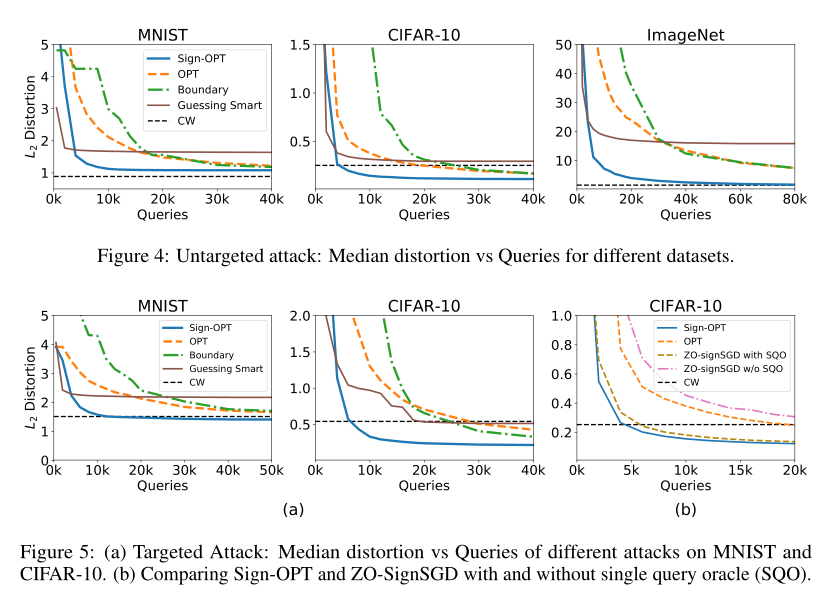 MNIST
5
4
3
2
1
0k 10k 20k 30k 40k
L2 Distortion
Queries
Sign-OPT
OPT
Boundary
Guessing Smart
CW
CIFAR-10
1.5
1.0
0.5
0k 10k 20k 30k 40k
Queries
ImageNet
50
40
30
20
10
0k 20k 40k 60k 80k
Queries
Figure 4: Untargeted attack: Median distortion vs Queries for different datasets.
MNIST
5
4
3
2
1
0
0k 10k 20k 30k 40k 50k
L2 Distortion
Queries
Sign-OPT
OPT
Boundary
Guessing Smart
CW
CIFAR-10
2.0
1.5
1.0
0.5
0k 10k 20k 30k 40k
Queries
(a)
CIFAR-10
1.0
0.8
0.6
0.4
0.2
0k 5k 10k 15k 20k
Queries
Sign-OPT
OPT
ZO-signSGD with SQO
ZO-signSGD w/o SQO
CW
(b)
Figure 5: (a) Targeted Attack: Median distortion vs Queries of different attacks on MNIST and
CIFAR-10. (b) Comparing Sign-OPT and ZO-SignSGD with and without single query oracle (SQO).